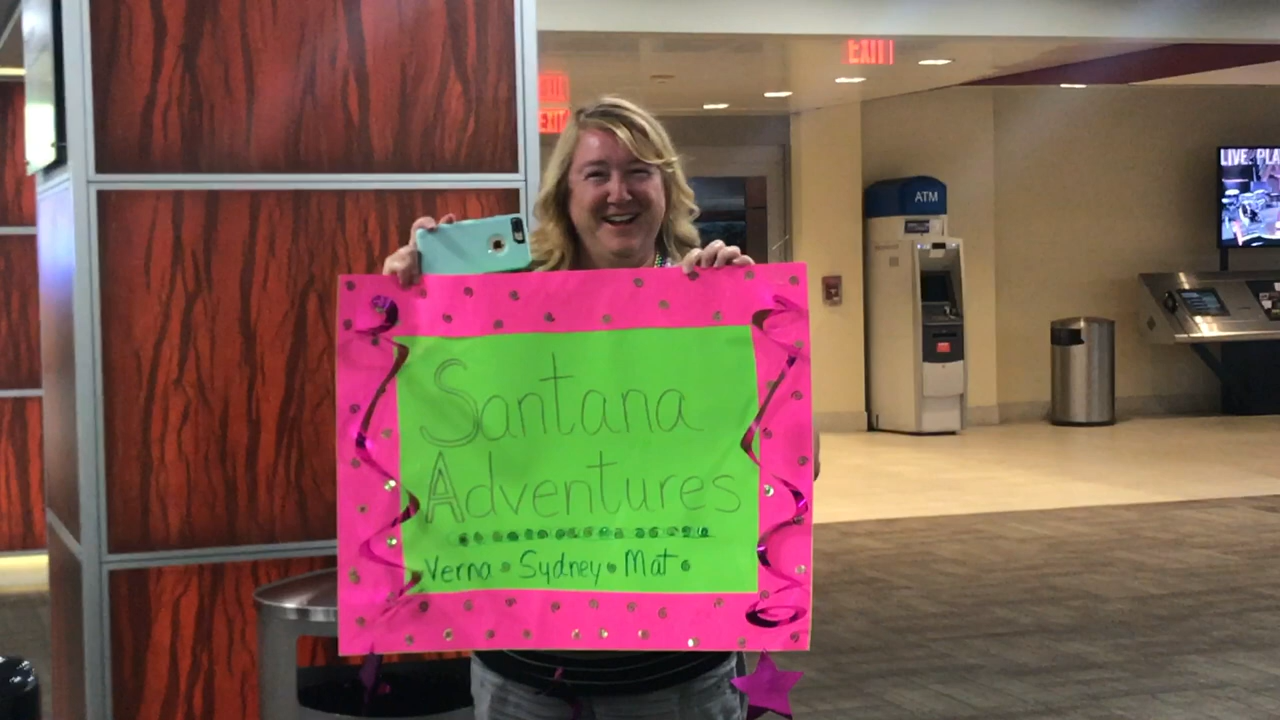 EXIT
EXIT
ATM
LIVE. PLA
Santana
Adventures
Verna • Sydney • Mat •